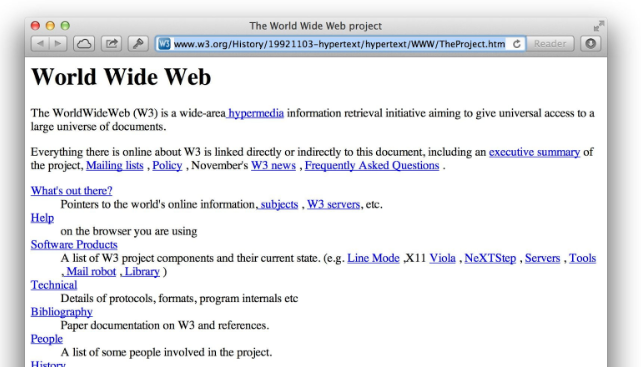 The World Wide Web project
W3 www.w3.org/History/19921103-hypertext/hypertext/WWW/TheProject.htm Reader
World Wide Web
The WorldWideWeb (W3) is a wide-area hypermedia information retrieval initiative aiming to give universal access to a
large universe of documents.
Everything there is online about W3 is linked directly or indirectly to this document, including an executive summary of
the project, Mailing lists , Policy , November's W3 news , Frequently Asked Questions .
What's out there?
Pointers to the world's online information, subjects , W3 servers, etc.
Help
on the browser you are using
Software Products
A list of W3 project components and their current state. (e.g. Line Mode ,X11 Viola , NeXTStep , Servers , Tools
, Mail robot , Library )
Technical
Details of protocols, formats, program internals etc
Bibliography
Paper documentation on W3 and references.
People
A list of some people involved in the project.
History